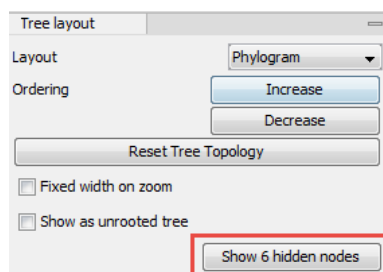 Tree layout
Layout Phylogram
Ordering Increase
Decrease
Reset Tree Topology
Fixed width on zoom
Show as unrooted tree
Show 6 hidden nodes